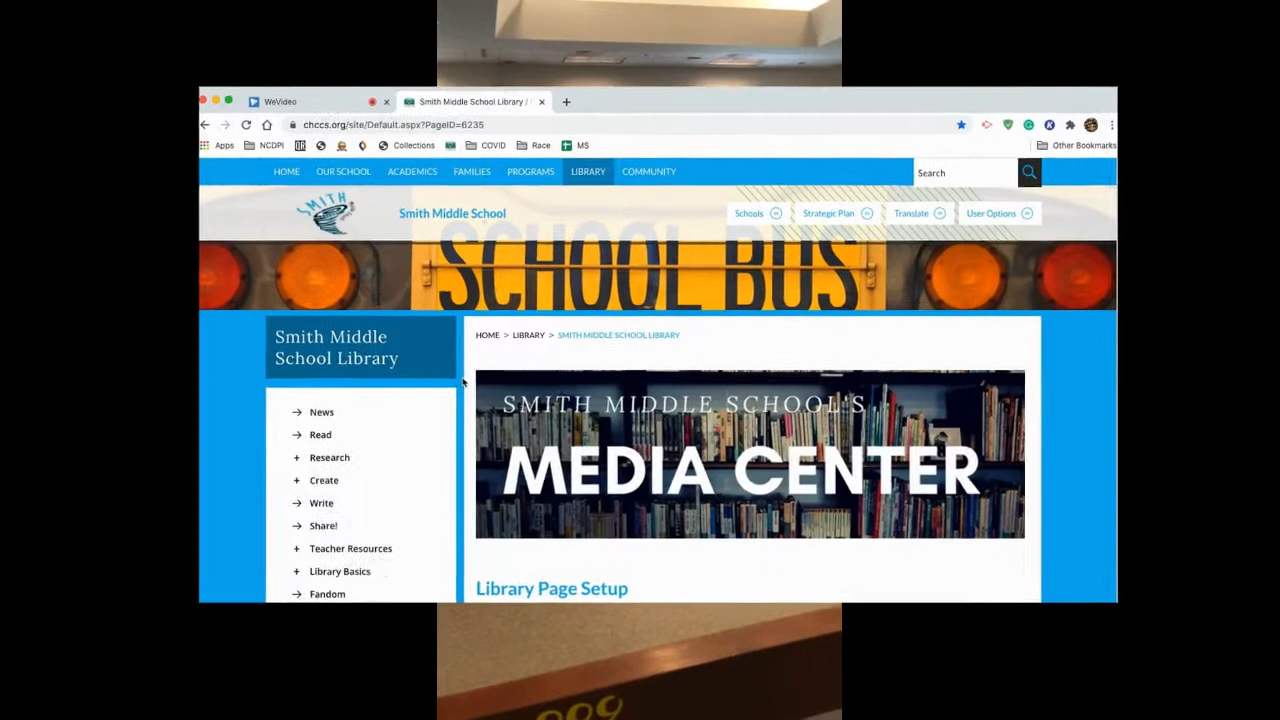 WeVideo
Smith Middle School Library /
chccs.org/site/Default.aspx?PageID=6235
Apps NCDPI Collections COVID Race MS Other Bookmarks
HOME OUR SCHOOL ACADEMICS FAMILIES PROGRAMS LIBRARY COMMUNITY Search
SMITH
Smith Middle School Schools Strategic Plan Translate User Options
SCHOOL BUS
Smith Middle
School Library
HOME > LIBRARY > SMITH MIDDLE SCHOOL LIBRARY
SMITH MIDDLE SCHOOL'S
MEDIA CENTER
News
Read
Research
Create
Write
Share!
Teacher Resources
Library Basics
Fandom
Library Page Setup